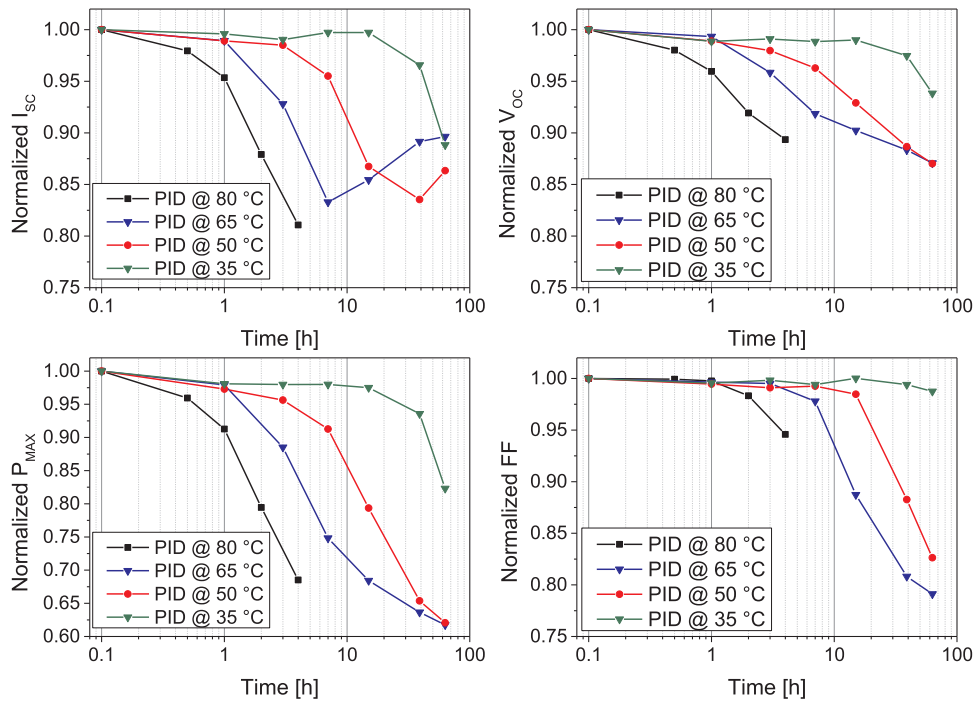 1.00
0.95
0.90
0.85
0.80
0.75
Normalized I_SC
PID @ 80 °C
PID @ 65 °C
PID @ 50 °C
PID @ 35 °C
0.1 1 10 100
Time [h]
1.00
0.95
0.90
0.85
0.80
0.75
Normalized V_OC
PID @ 80 °C
PID @ 65 °C
PID @ 50 °C
PID @ 35 °C
0.1 1 10 100
Time [h]
1.00
0.95
0.90
0.85
0.80
0.75
0.70
0.65
0.60
Normalized P_MAX
PID @ 80 °C
PID @ 65 °C
PID @ 50 °C
PID @ 35 °C
0.1 1 10 100
Time [h]
1.00
0.95
0.90
0.85
0.80
0.75
Normalized FF
PID @ 80 °C
PID @ 65 °C
PID @ 50 °C
PID @ 35 °C
0.1 1 10 100
Time [h]